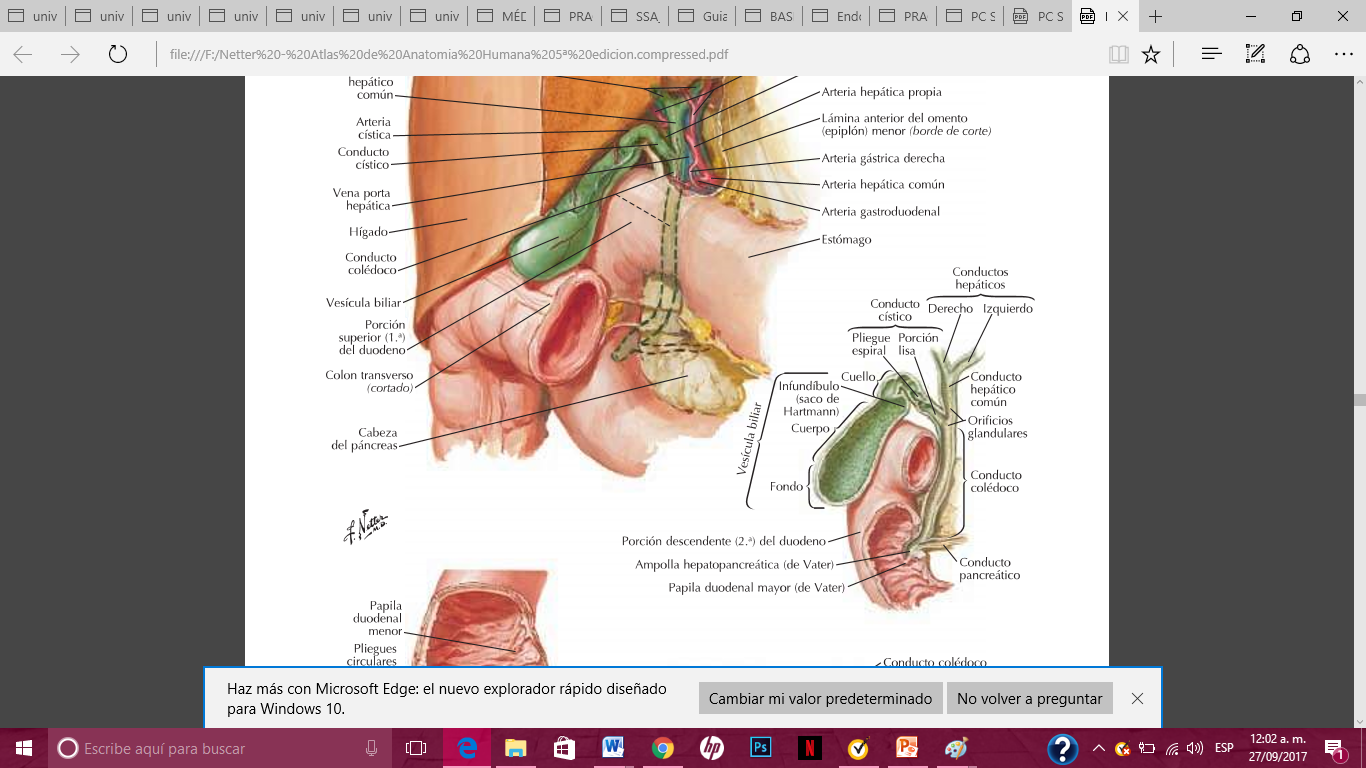 univ
univ
univ
univ
univ
univ
univ
MÉD
PRA
SSA
Guia
BAS
Endo
PRA
PC S
PC S
file:///F:/Netter%20-%20Atlas%20de%20Anatomia%20Humana%205ª%20edicion.compressed.pdf
hepático
común
Arteria
cística
Conducto
cístico
Vena porta
hepática
Hígado
Conducto
colédoco
Vesícula biliar
Porción
superior (1.ª)
del duodeno
Colon transverso
(cortado)
Cabeza
del páncreas
Arteria hepática propia
Lámina anterior del omento
(epiplón) menor (borde de corte)
Arteria gástrica derecha
Arteria hepática común
Arteria gastroduodenal
Estómago
Conductos
hepáticos
Derecho
Izquierdo
Conducto
cístico
Pliegue
espiral
Porción
lisa
Cuello
Infundíbulo
(saco de
Hartmann)
Cuerpo
Vesícula biliar
Fondo
Conducto
hepático
común
Orificios
glandulares
Conducto
colédoco
Porción descendente (2.ª) del duodeno
Ampolla hepatopancreática (de Vater)
Papila duodenal mayor (de Vater)
Conducto
pancreático
F. Netter
M.D.
Papila
duodenal
menor
Pliegues
circulares
Conducto colédoco
Haz más con Microsoft Edge: el nuevo explorador rápido diseñado
para Windows 10.
Cambiar mi valor predeterminado
No volver a preguntar
Escribe aquí para buscar
ESP
12:02 a. m.
27/09/2017